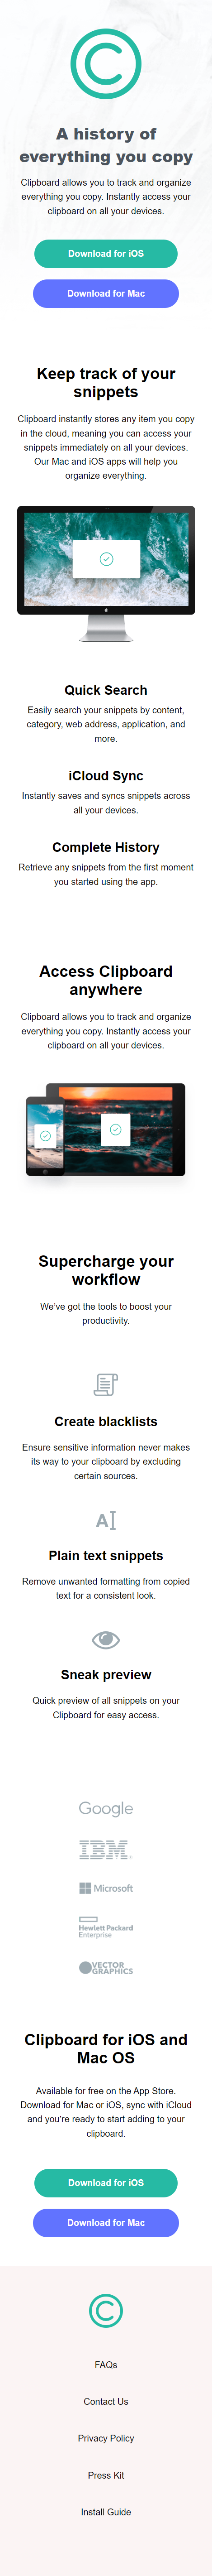 A history of
everything you copy
Clipboard allows you to track and organize
everything you copy. Instantly access your
clipboard on all your devices.
Download for iOS
Download for Mac
Keep track of your
snippets
Clipboard instantly stores any item you copy
in the cloud, meaning you can access your
snippets immediately on all your devices.
Our Mac and iOS apps will help you
organize everything.
Quick Search
Easily search your snippets by content,
category, web address, application, and
more.
iCloud Sync
Instantly saves and syncs snippets across
all your devices.
Complete History
Retrieve any snippets from the first moment
you started using the app.
Access Clipboard
anywhere
Clipboard allows you to track and organize
everything you copy. Instantly access your
clipboard on all your devices.
Supercharge your
workflow
We've got the tools to boost your
productivity.
Create blacklists
Ensure sensitive information never makes
its way to your clipboard by excluding
certain sources.
A
Plain text snippets
Remove unwanted formatting from copied
text for a consistent look.
Sneak preview
Quick preview of all snippets on your
Clipboard for easy access.
Google
IBM
Microsoft
Hewlett Packard
Enterprise
VECTOR
GRAPHICS
Clipboard for iOS and
Mac OS
Available for free on the App Store.
Download for Mac or iOS, sync with iCloud
and you're ready to start adding to your
clipboard.
Download for iOS
Download for Mac
FAQs
Contact Us
Privacy Policy
Press Kit
Install Guide